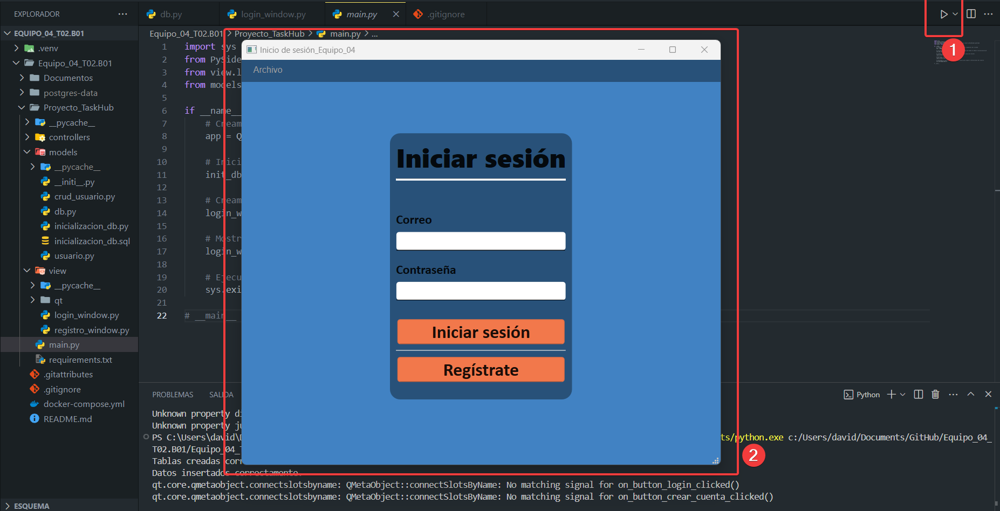 EXPLORADOR
EQUIPO_04_T02.B01
.venv
Equipo_04_T02.B01
Documentos
postgres-data
Proyecto_TaskHub
__pycache__
controllers
models
__pycache__
__initi__.py
crud_usuario.py
db.py
inicializacion_db.py
inicializacion_db.sql
usuario.py
view
__pycache__
qt
login_window.py
registro_window.py
main.py
requirements.txt
.gitattributes
.gitignore
docker-compose.yml
README.md
ESQUEMA
db.py
login_window.py
main.py
.gitignore
1
Equipo_04_T02.B01 > Proyecto_TaskHub > main.py > ...
1 import sys
2 from PySide
3 from view.l
4 from models
5
6 if __name__
7 # Cream
8 app = Q
9
10 # Inici
11 init_db
12
13 # Cream
14 login_w
15
16 # Mostr
17 login_w
18
19 # Ejecu
20 sys.exi
21
22 # __main__
Inicio de sesión_Equipo_04
Archivo
Iniciar sesión
Correo
Contraseña
Iniciar sesión
Regístrate
2
PROBLEMAS SALIDA
Python
Unknown property di
Unknown property ju
PS C:\Users\david\D ts/python.exe c:/Users/david/Documents/GitHub/Equipo_04_
T02.B01/Equipo_04_T
Tablas creadas corr
Datos insertados correctamente.
qt.core.qmetaobject.connectslotsbyname: QMetaObject::connectSlotsByName: No matching signal for on_button_login_clicked()
qt.core.qmetaobject.connectslotsbyname: QMetaObject::connectSlotsByName: No matching signal for on_button_crear_cuenta_clicked()